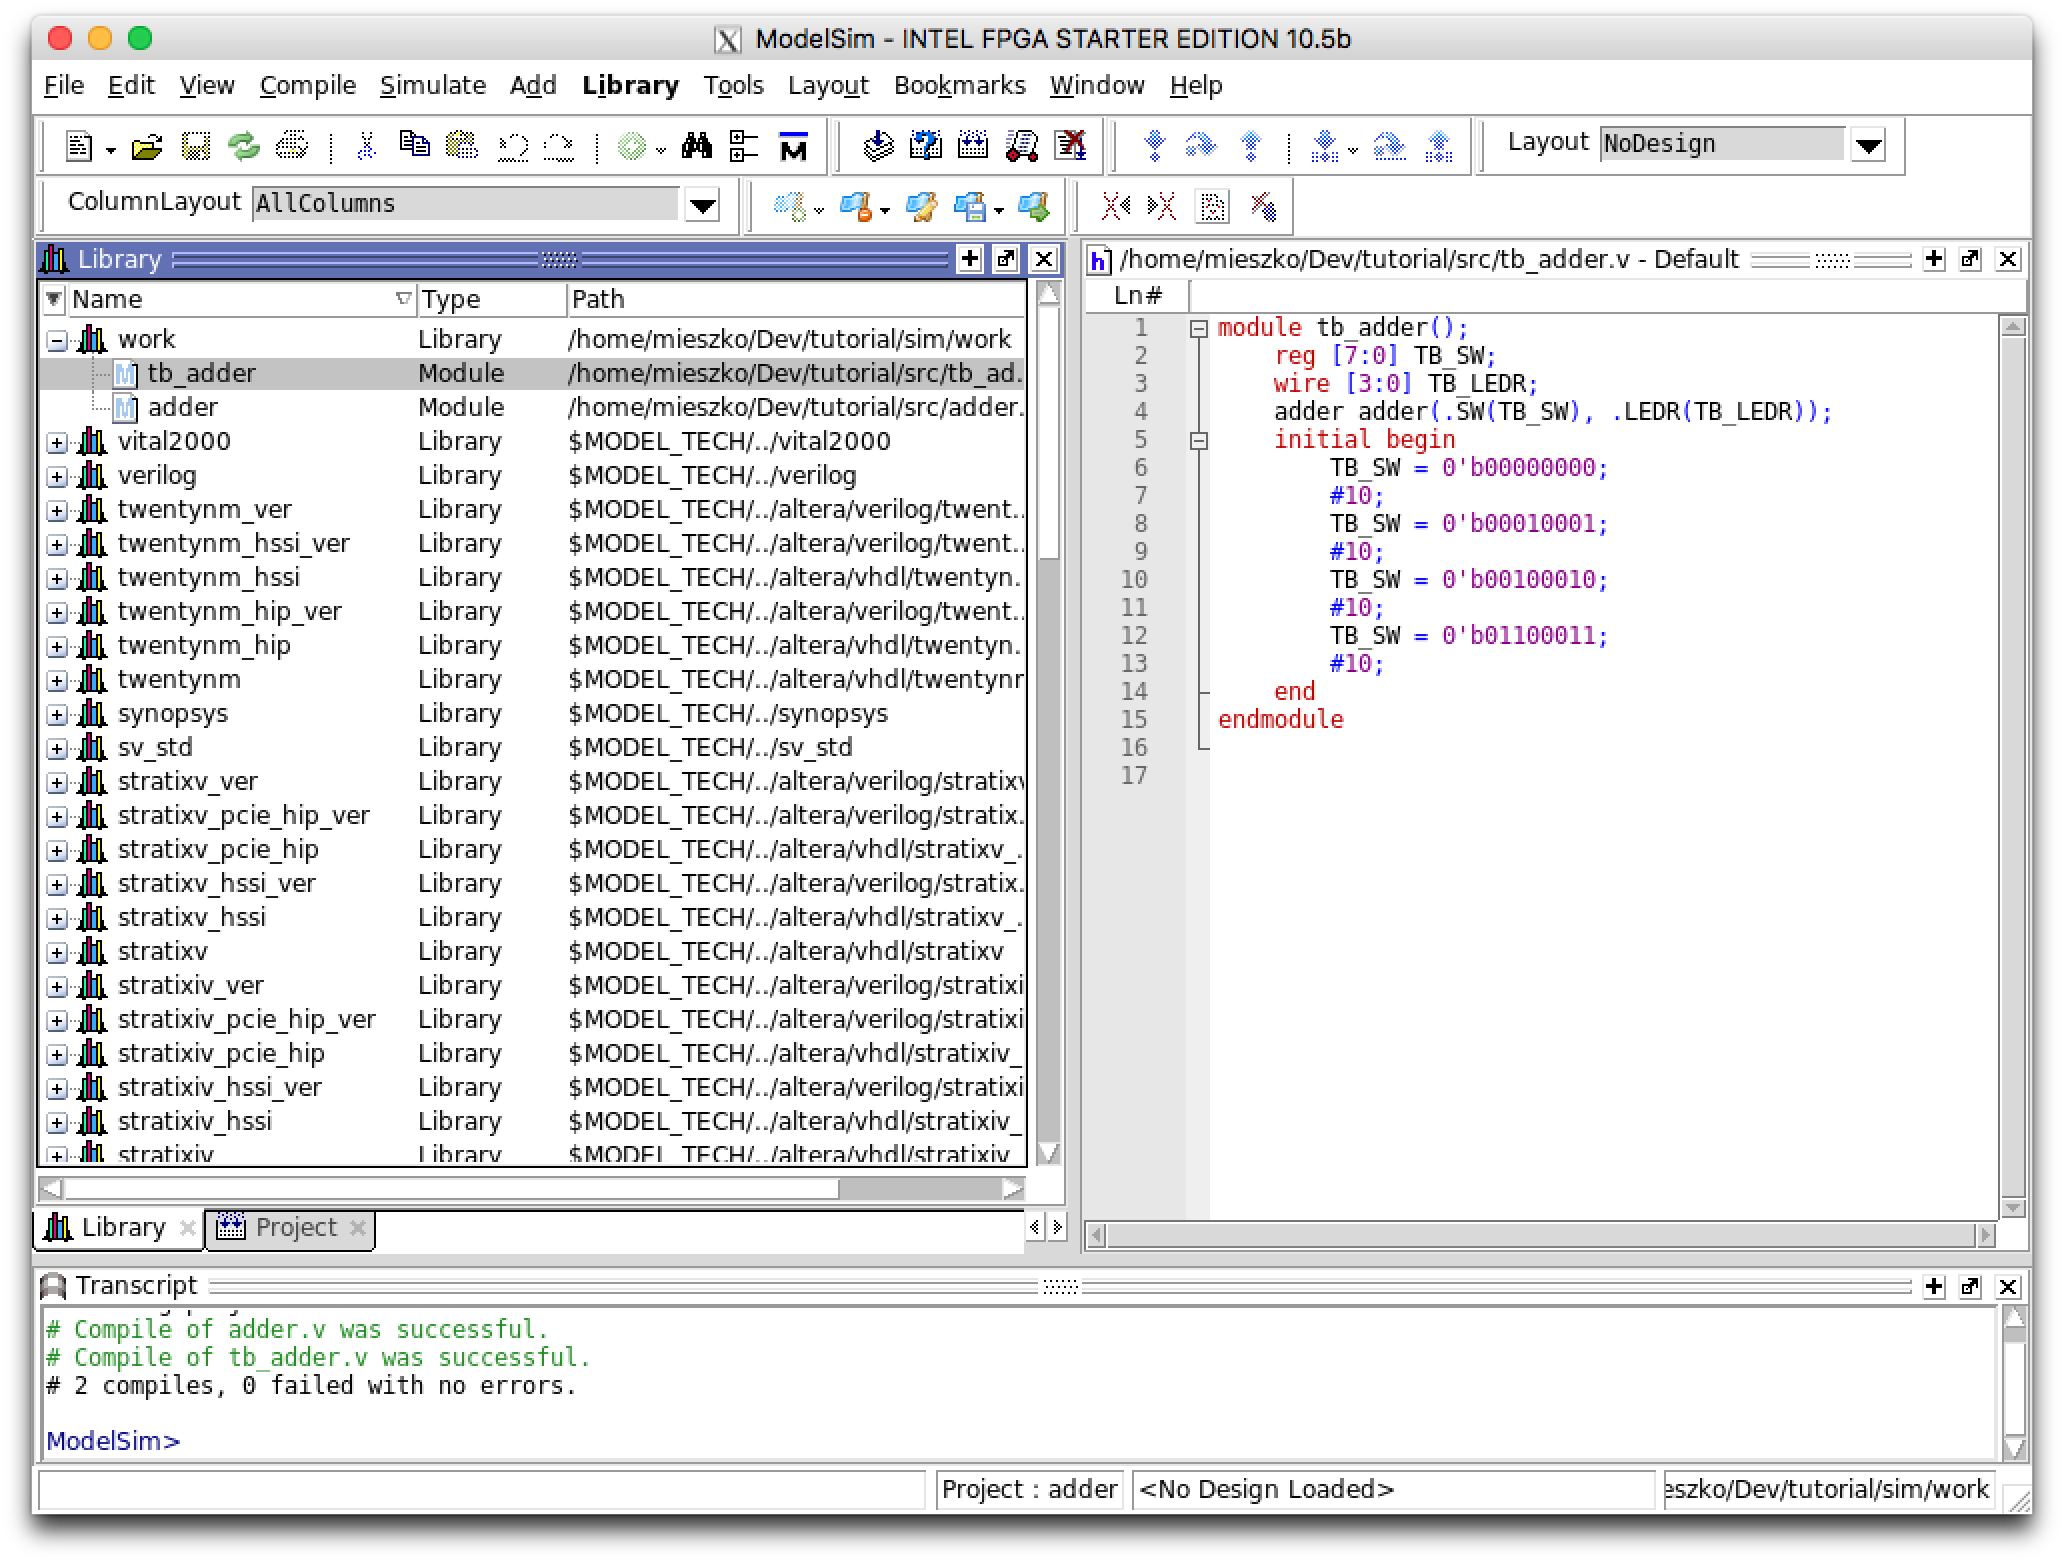 ModelSim - INTEL FPGA STARTER EDITION 10.5b
File Edit View Compile Simulate Add Library Tools Layout Bookmarks Window Help
Layout NoDesign
ColumnLayout AllColumns
Library
Name Type Path
work Library /home/mieszko/Dev/tutorial/sim/work
tb_adder Module /home/mieszko/Dev/tutorial/src/tb_ad.
adder Module /home/mieszko/Dev/tutorial/src/adder.
vital2000 Library $MODEL_TECH/../vital2000
verilog Library $MODEL_TECH/../verilog
twentynm_ver Library $MODEL_TECH/../altera/verilog/twent..
twentynm_hssi_ver Library $MODEL_TECH/../altera/verilog/twent..
twentynm_hssi Library $MODEL_TECH/../altera/vhdl/twentyn.
twentynm_hip_ver Library $MODEL_TECH/../altera/verilog/twent..
twentynm_hip Library $MODEL_TECH/../altera/vhdl/twentyn.
twentynm Library $MODEL_TECH/../altera/vhdl/twentynr
synopsys Library $MODEL_TECH/../synopsys
sv_std Library $MODEL_TECH/../sv_std
stratixv_ver Library $MODEL_TECH/../altera/verilog/stratixv
stratixv_pcie_hip_ver Library $MODEL_TECH/../altera/verilog/stratix.
stratixv_pcie_hip Library $MODEL_TECH/../altera/vhdl/stratixv_.
stratixv_hssi_ver Library $MODEL_TECH/../altera/verilog/stratix.
stratixv_hssi Library $MODEL_TECH/../altera/vhdl/stratixv_.
stratixv Library $MODEL_TECH/../altera/vhdl/stratixv
stratixiv_ver Library $MODEL_TECH/../altera/verilog/stratixi
stratixiv_pcie_hip_ver Library $MODEL_TECH/../altera/verilog/stratixi
stratixiv_pcie_hip Library $MODEL_TECH/../altera/vhdl/stratixiv_
stratixiv_hssi_ver Library $MODEL_TECH/../altera/verilog/stratixi
stratixiv_hssi Library $MODEL_TECH/../altera/vhdl/stratixiv_
stratixiv Library $MODEL_TECH/../altera/vhdl/stratixiv
Library Project
/home/mieszko/Dev/tutorial/src/tb_adder.v - Default
Ln#
1 module tb_adder();
2 reg [7:0] TB_SW;
3 wire [3:0] TB_LEDR;
4 adder adder(.SW(TB_SW), .LEDR(TB_LEDR));
5 initial begin
6 TB_SW = 0'b00000000;
7 #10;
8 TB_SW = 0'b00010001;
9 #10;
10 TB_SW = 0'b00100010;
11 #10;
12 TB_SW = 0'b01100011;
13 #10;
14 end
15 endmodule
16
17
Transcript
# Compile of adder.v was successful.
# Compile of tb_adder.v was successful.
# 2 compiles, 0 failed with no errors.
ModelSim>
Project : adder <No Design Loaded> eszko/Dev/tutorial/sim/work